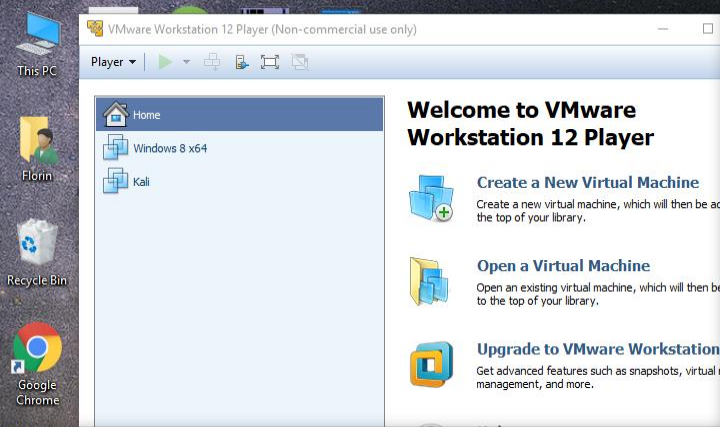 This PC
Florin
Recycle Bin
Google
Chrome
VMware Workstation 12 Player (Non-commercial use only)
Player
Home
Windows 8 x64
Kali
Welcome to VMware
Workstation 12 Player
Create a New Virtual Machine
Create a new virtual machine, which will then be
the top of your library.
Open a Virtual Machine
Open an existing virtual machine, which will then be
to the top of your library.
Upgrade to VMware Workstation
Get advanced features such as snapshots, virtual
management, and more.